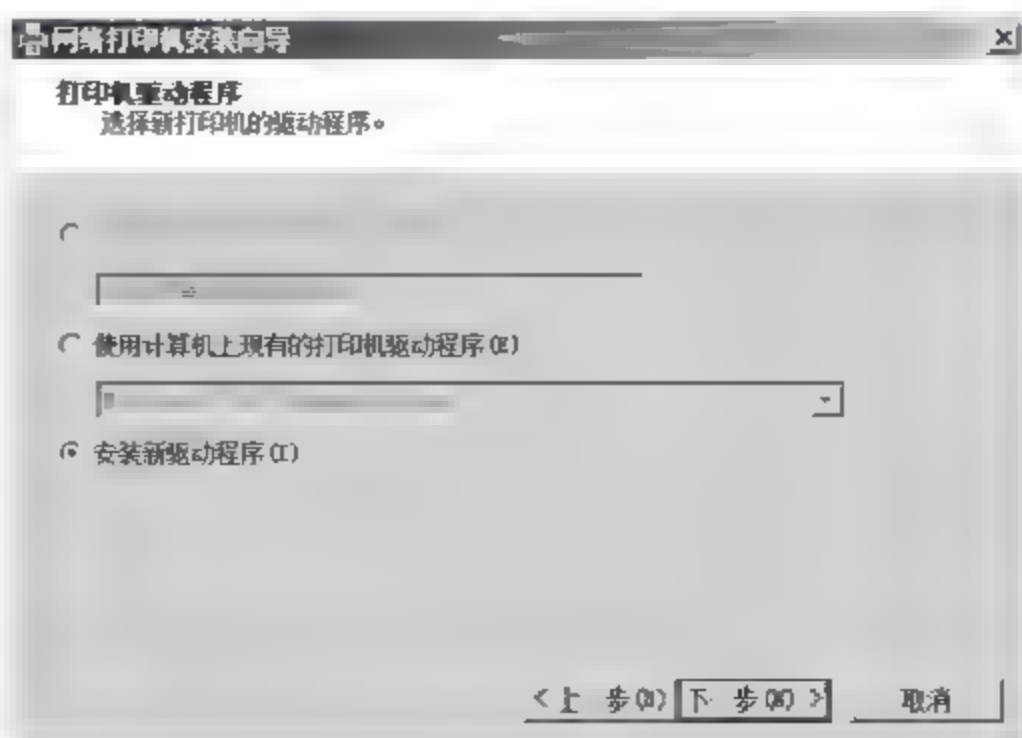 网络打印机安装向导
打印机驱动程序
选择新打印机的驱动程序。
使用计算机上现有的打印机驱动程序(E)
安装新驱动程序(I)
<上 步(B) 下 步(N) > 取消